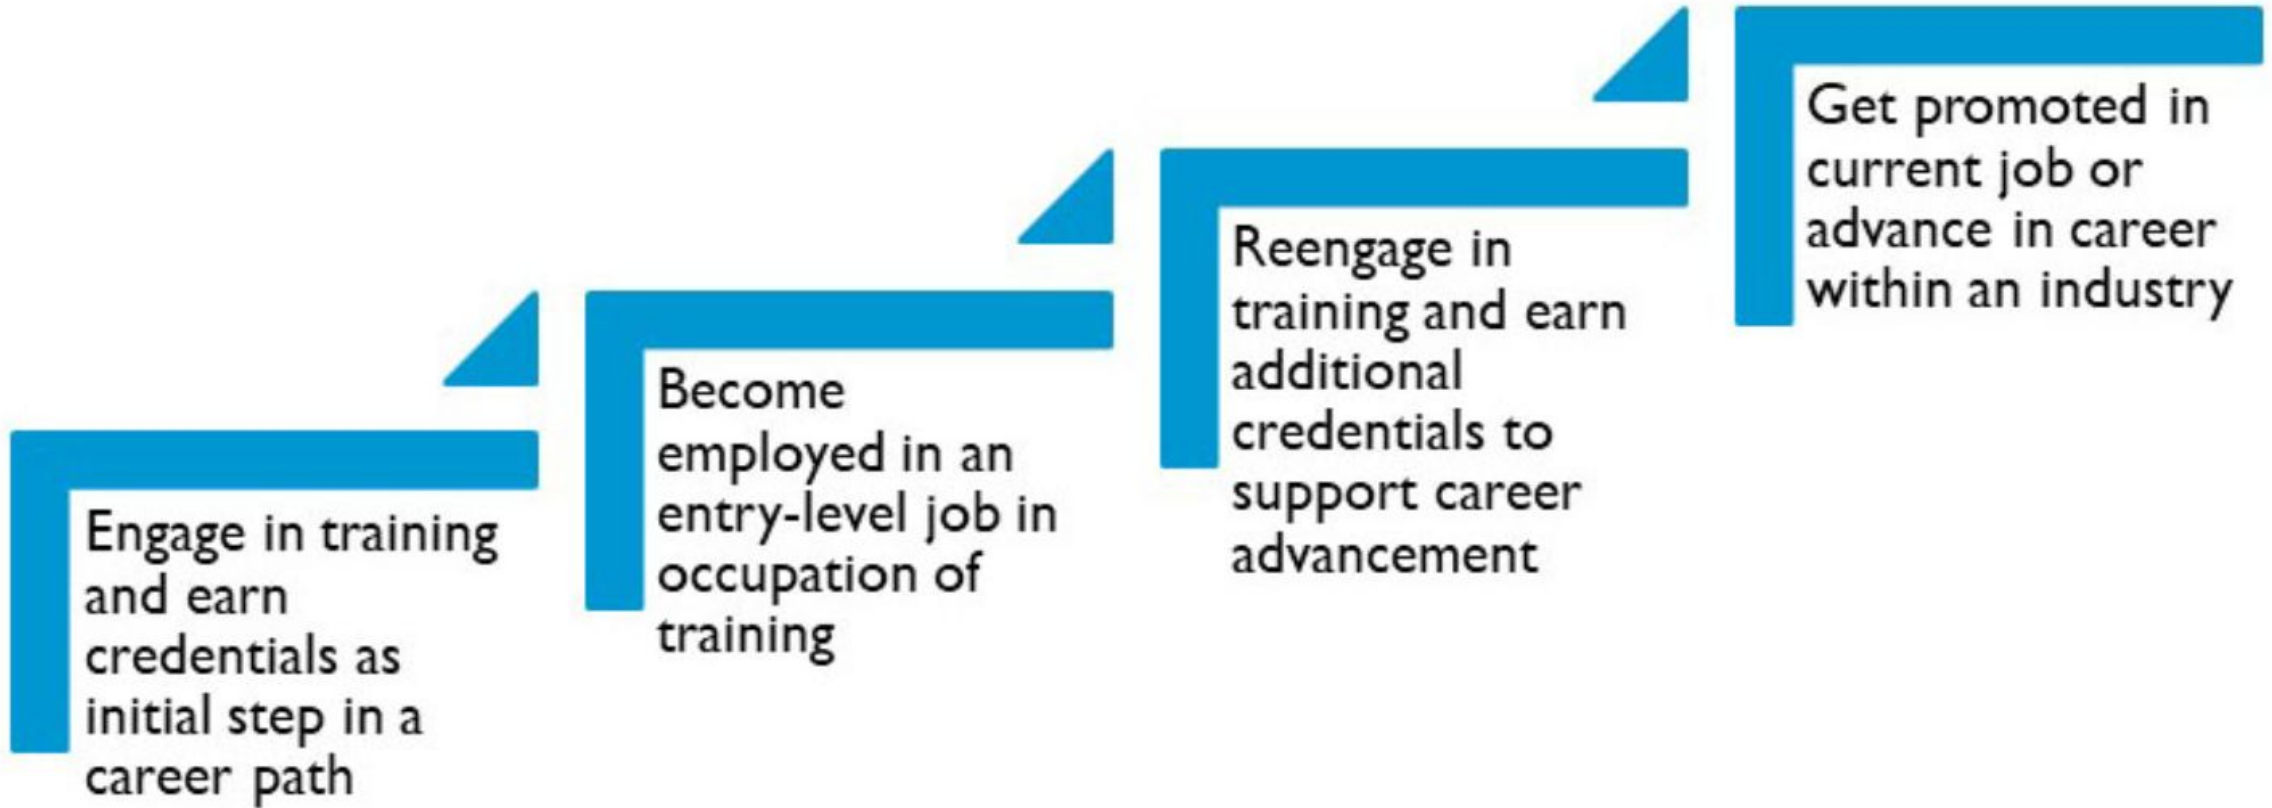 Engage in training
and earn
credentials as
initial step in a
career path
Become
employed in an
entry-level job in
occupation of
training
Reengage in
training and earn
additional
credentials to
support career
advancement
Get promoted in
current job or
advance in career
within an industry